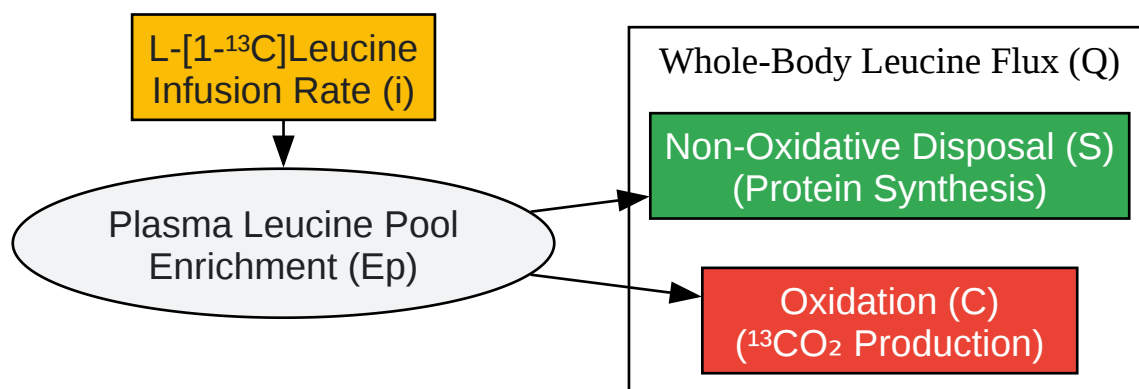 L-[1-¹³C]Leucine
Infusion Rate (i)
Whole-Body Leucine Flux (Q)
Non-Oxidative Disposal (S)
(Protein Synthesis)
Plasma Leucine Pool
Enrichment (Ep)
Oxidation (C)
(¹³CO₂ Production)